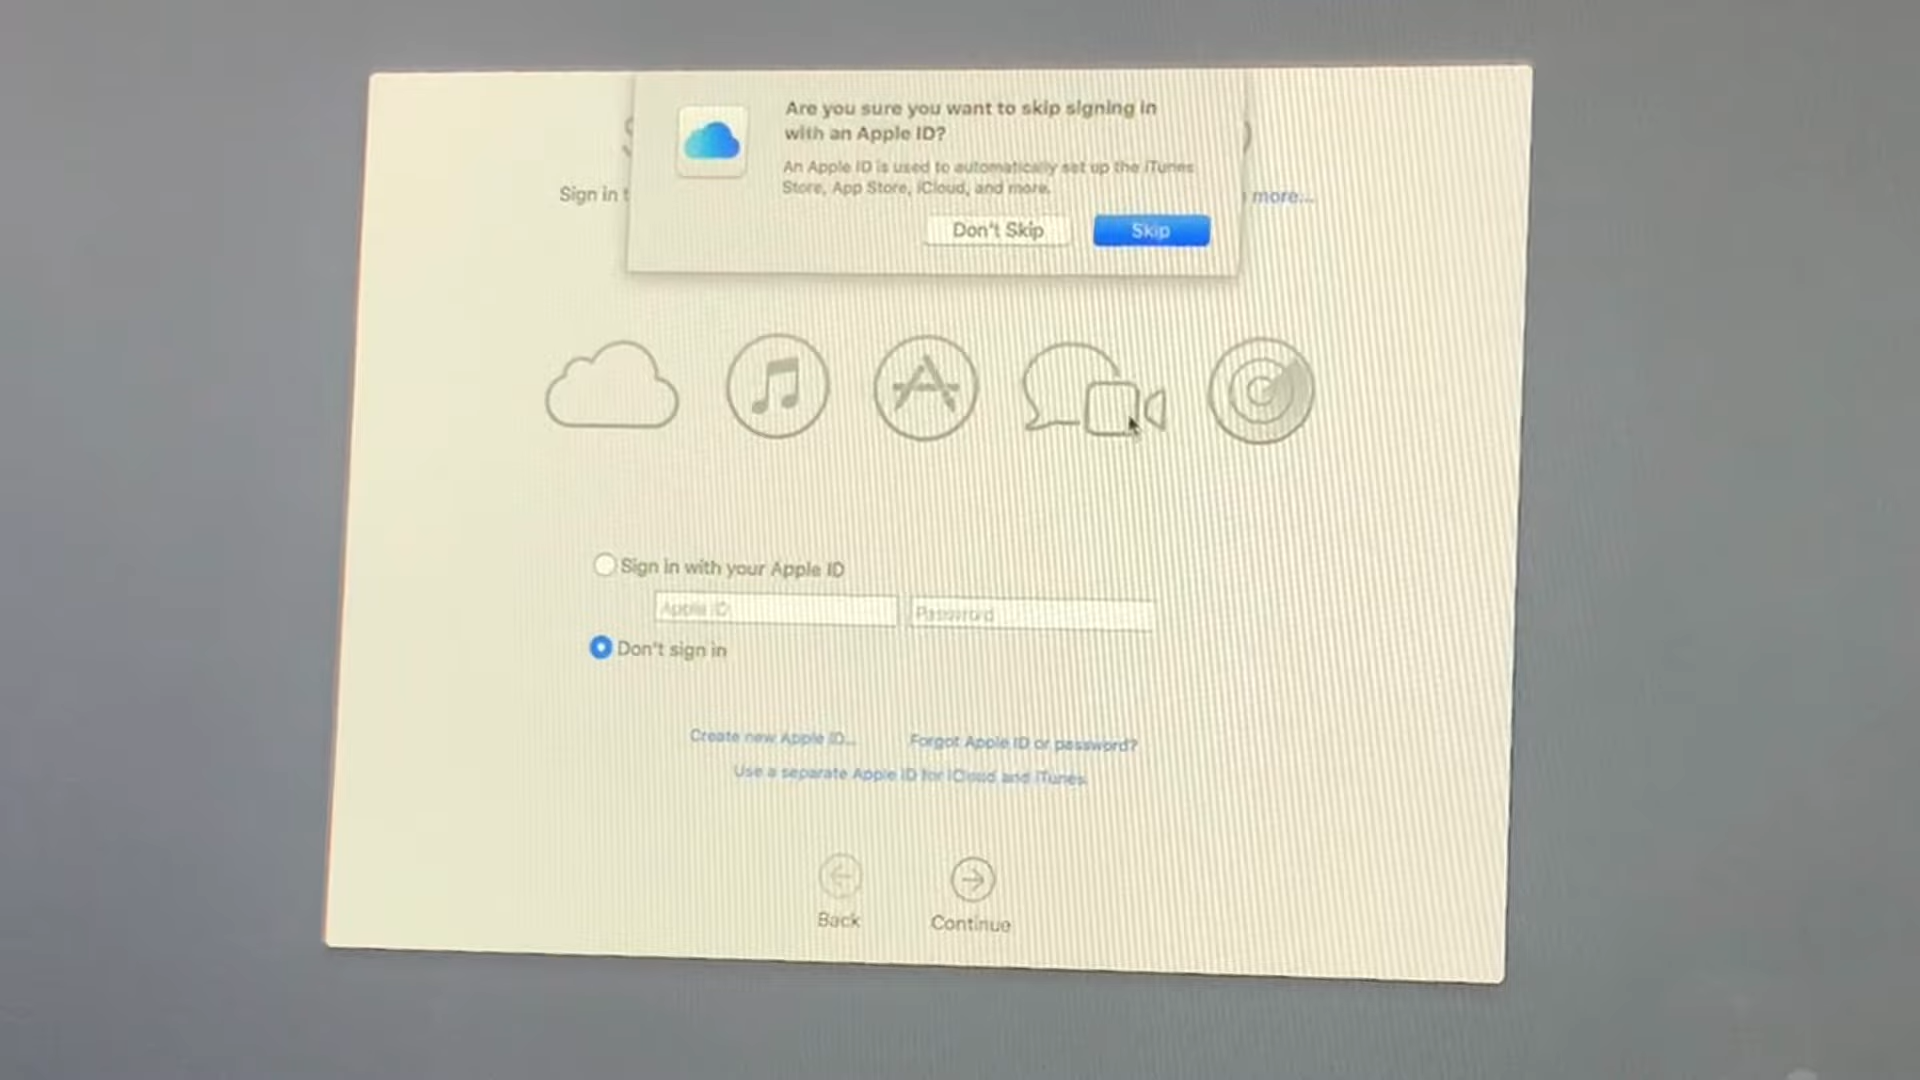 Are you sure you want to skip signing in
with an Apple ID?
An Apple ID is used to automatically set up the iTunes
Store, App Store, iCloud, and more.
Sign in t
more...
Don't Skip
Skip
Sign in with your Apple ID
Apple ID
Password
Don't sign in
Create new Apple ID...
Forgot Apple ID or password?
Use a separate Apple ID for iCloud and iTunes
Back
Continue